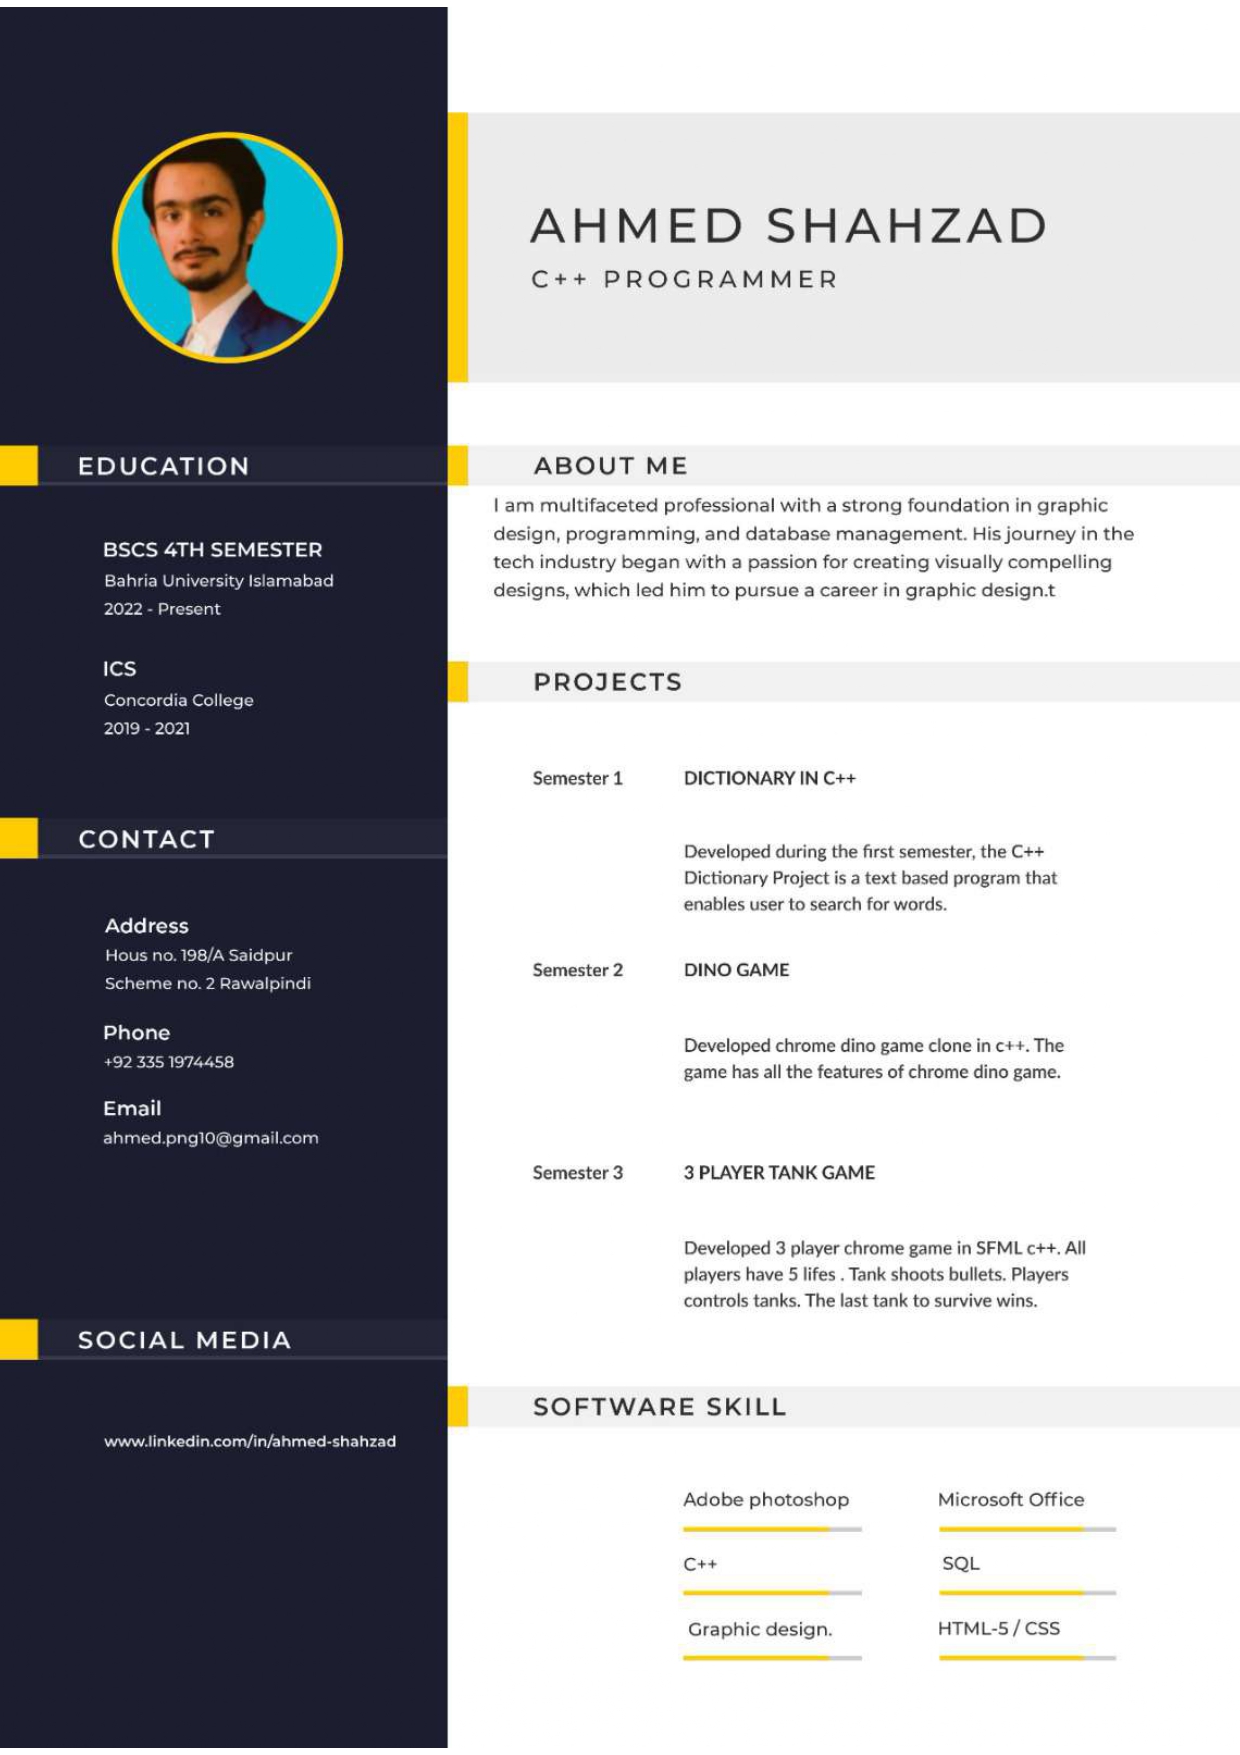 AHMED SHAHZAD
C++ PROGRAMMER
EDUCATION
BSCS 4TH SEMESTER
Bahria University Islamabad
2022 - Present
ICS
Concordia College
2019 - 2021
CONTACT
Address
Hous no. 198/A Saidpur
Scheme no. 2 Rawalpindi
Phone
+92 335 1974458
Email
ahmed.png10@gmail.com
SOCIAL MEDIA
www.linkedin.com/in/ahmed-shahzad
ABOUT ME
I am multifaceted professional with a strong foundation in graphic
design, programming, and database management. His journey in the
tech industry began with a passion for creating visually compelling
designs, which led him to pursue a career in graphic design.t
PROJECTS
Semester 1 DICTIONARY IN C++
Developed during the first semester, the C++
Dictionary Project is a text based program that
enables user to search for words.
Semester 2 DINO GAME
Developed chrome dino game clone in c++. The
game has all the features of chrome dino game.
Semester 3 3 PLAYER TANK GAME
Developed 3 player chrome game in SFML c++. All
players have 5 lifes . Tank shoots bullets. Players
controls tanks. The last tank to survive wins.
SOFTWARE SKILL
Adobe photoshop Microsoft Office
C++ SQL
Graphic design. HTML-5 / CSS